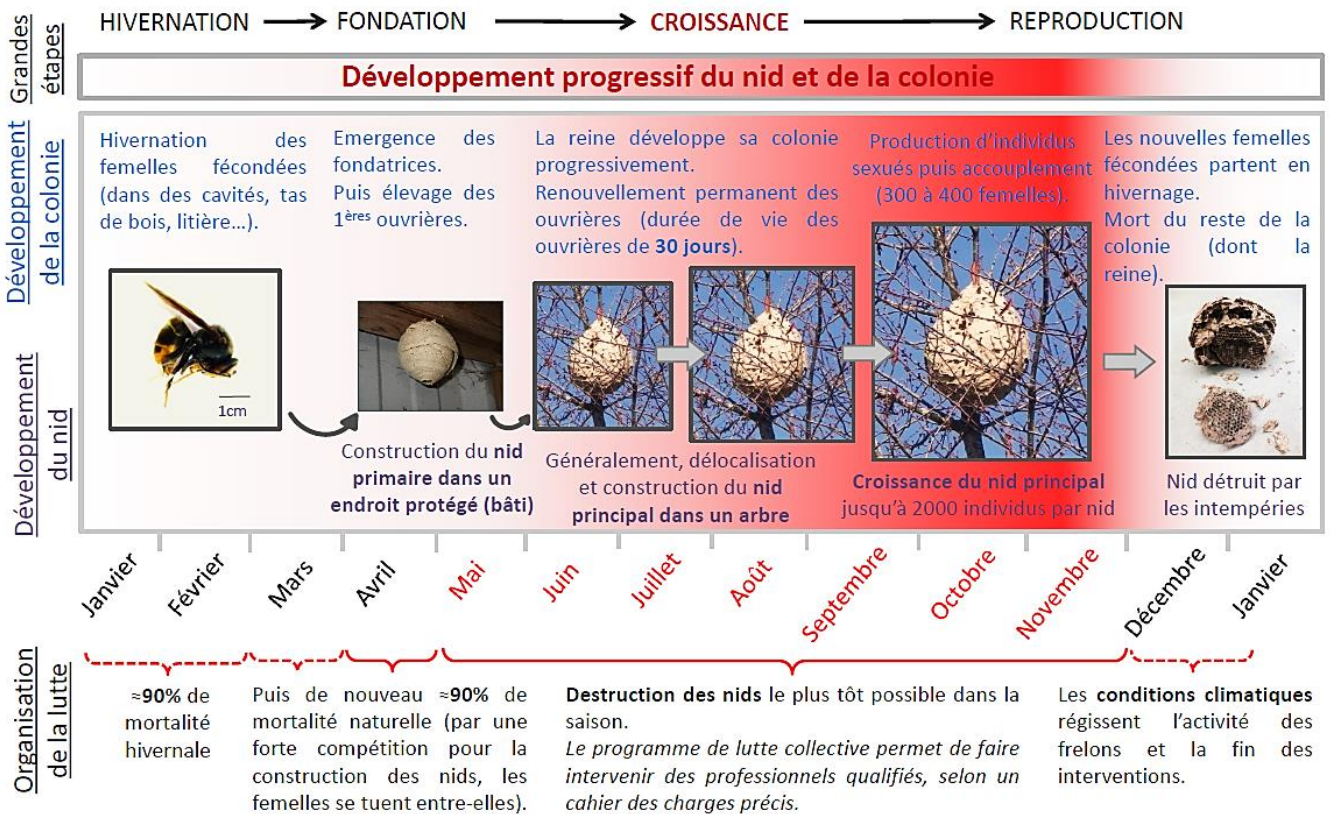 Grandes étapes
HIVERNATION
FONDATION
CROISSANCE
REPRODUCTION
Développement progressif du nid et de la colonie
Développement de la colonie
Hivernation des
femelles fécondées
(dans des cavités, tas
de bois, litière...).
Emergence des
fondatrices.
Puis élevage des
1ères ouvrières.
La reine développe sa colonie
progressivement.
Renouvellement permanent des
ouvrières (durée de vie des
ouvrières de 30 jours).
Production d'individus
sexués puis accouplement
(300 à 400 femelles).
Les nouvelles femelles
fécondées partent en
hivernage.
Mort du reste de la
colonie (dont la
reine).
Développement du nid
1cm
Construction du nid
primaire dans un
endroit protégé (bâti)
Généralement, délocalisation
et construction du nid
principal dans un arbre
Croissance du nid principal
jusqu'à 2000 individus par nid
Nid détruit par
les intempéries
Janvier
Février
Mars
Avril
Mai
Juin
Juillet
Août
Septembre
Octobre
Novembre
Décembre
Janvier
Organisation de la lutte
≈90% de
mortalité
hivernale
Puis de nouveau ≈90% de
mortalité naturelle (par une
forte compétition pour la
construction des nids, les
femelles se tuent entre-elles).
Destruction des nids le plus tôt possible dans la
saison.
Le programme de lutte collective permet de faire
intervenir des professionnels qualifiés, selon un
cahier des charges précis.
Les conditions climatiques
régissent l'activité des
frelons et la fin des
interventions.